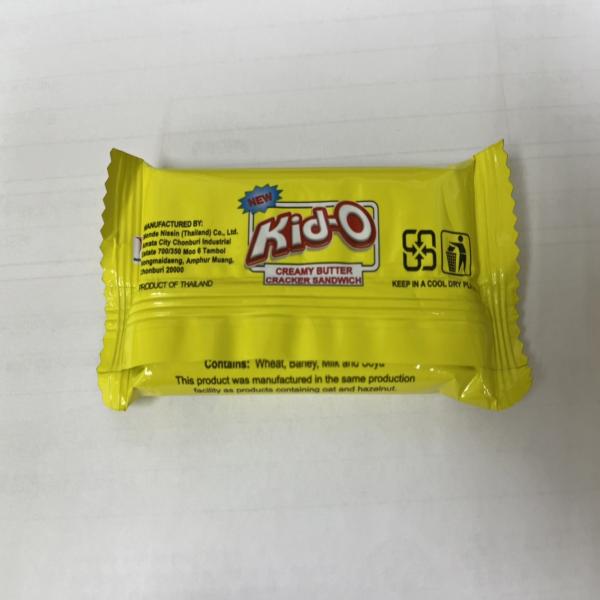 NEW
Kid-O
CREAMY BUTTER
CRACKER SANDWICH
MANUFACTURED BY:
Nissin (Thailand) Co., Ltd.
City Chonburi Industrial
700/350 Moo 6 Tambol
Amphur Muang,
20000
PRODUCT OF THAILAND
KEEP IN A COOL DRY
Contains: Wheat, Barley, Milk and Soya
This product was manufactured in the same production
facility as products containing oat and hazelnut.